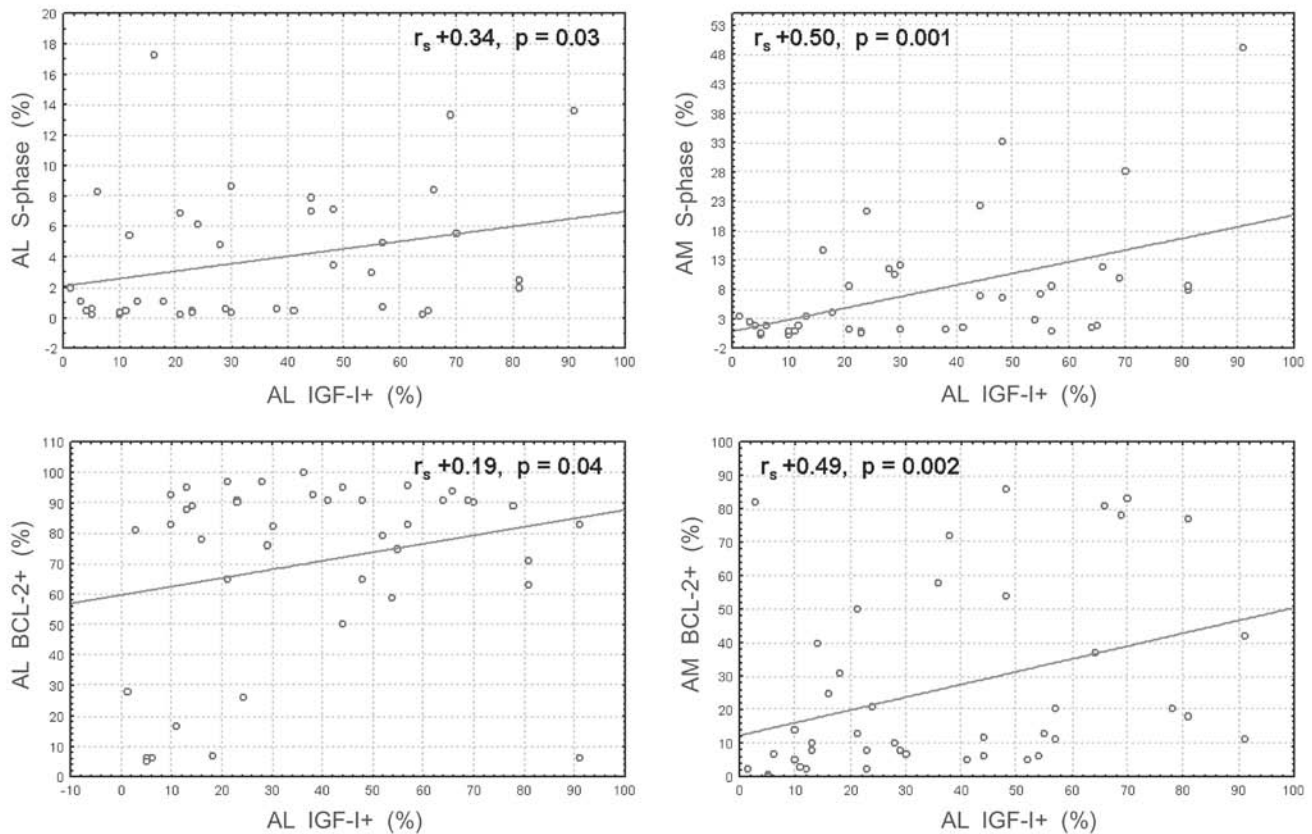 r_s +0.34, p = 0.03
AL S-phase (%)
20
18
16
14
12
10
8
6
4
2
0
-2
0 10 20 30 40 50 60 70 80 90 100
AL IGF-I+ (%)
r_s +0.50, p = 0.001
AM S-phase (%)
53
48
43
38
33
28
23
18
13
8
3
-2
0 10 20 30 40 50 60 70 80 90 100
AL IGF-I+ (%)
r_s +0.19, p = 0.04
AL BCL-2+ (%)
110
100
90
80
70
60
50
40
30
20
10
0
-10 0 10 20 30 40 50 60 70 80 90 100
AL IGF-I+ (%)
r_s +0.49, p = 0.002
AM BCL-2+ (%)
100
90
80
70
60
50
40
30
20
10
0
0 10 20 30 40 50 60 70 80 90 100
AL IGF-I+ (%)